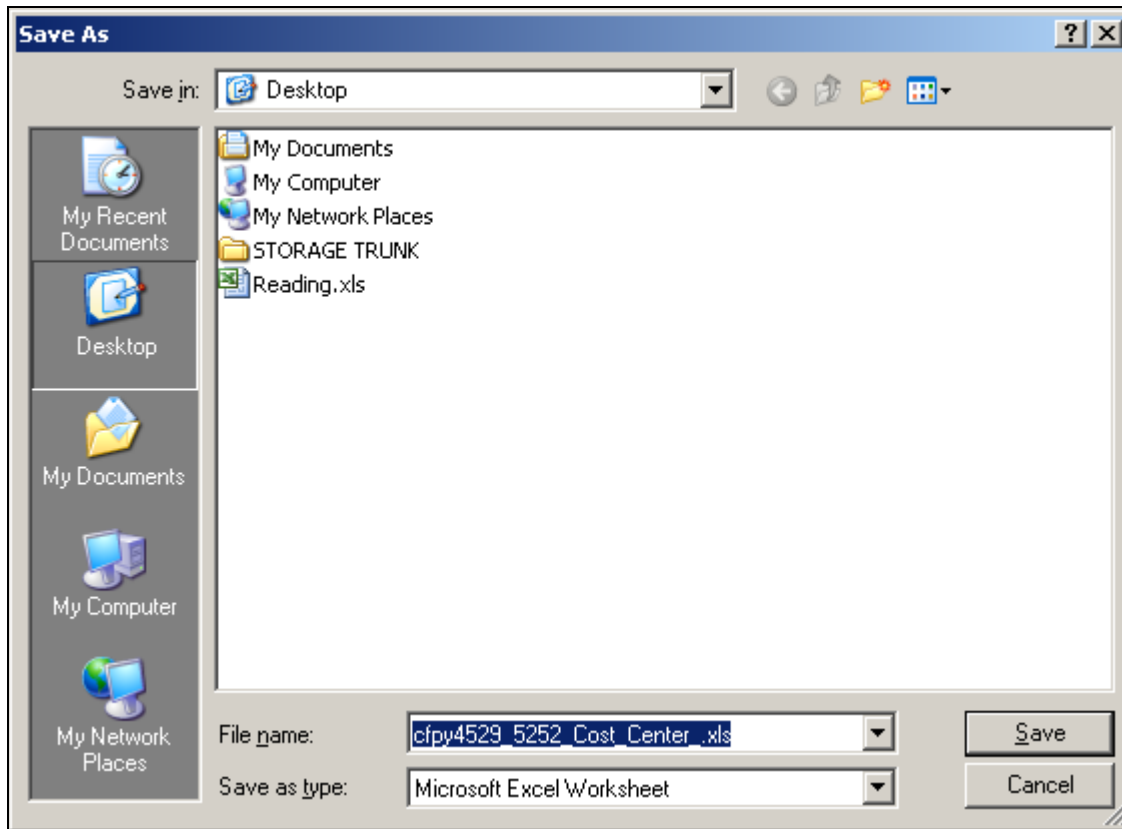 Save As
Save in:
Desktop
My Recent
Documents
Desktop
My Documents
My Computer
My Network
Places
My Documents
My Computer
My Network Places
STORAGE TRUNK
Reading.xls
File name:
cfpy4529_5252_Cost_Center_.xls
Save
Save as type:
Microsoft Excel Worksheet
Cancel